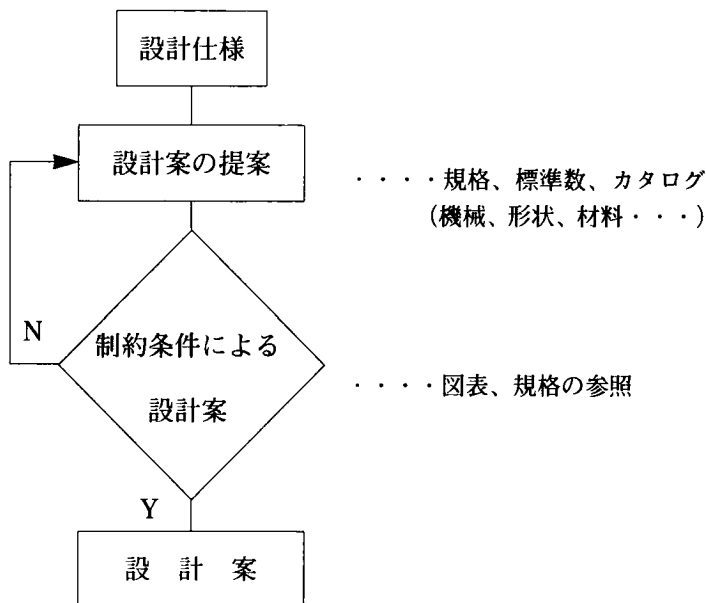 設計仕様
設計案の提案
・・・・規格、標準数、カタログ
(機械、形状、材料・・・)
N
制約条件による
設計案
・・・・図表、規格の参照
Y
設 計 案